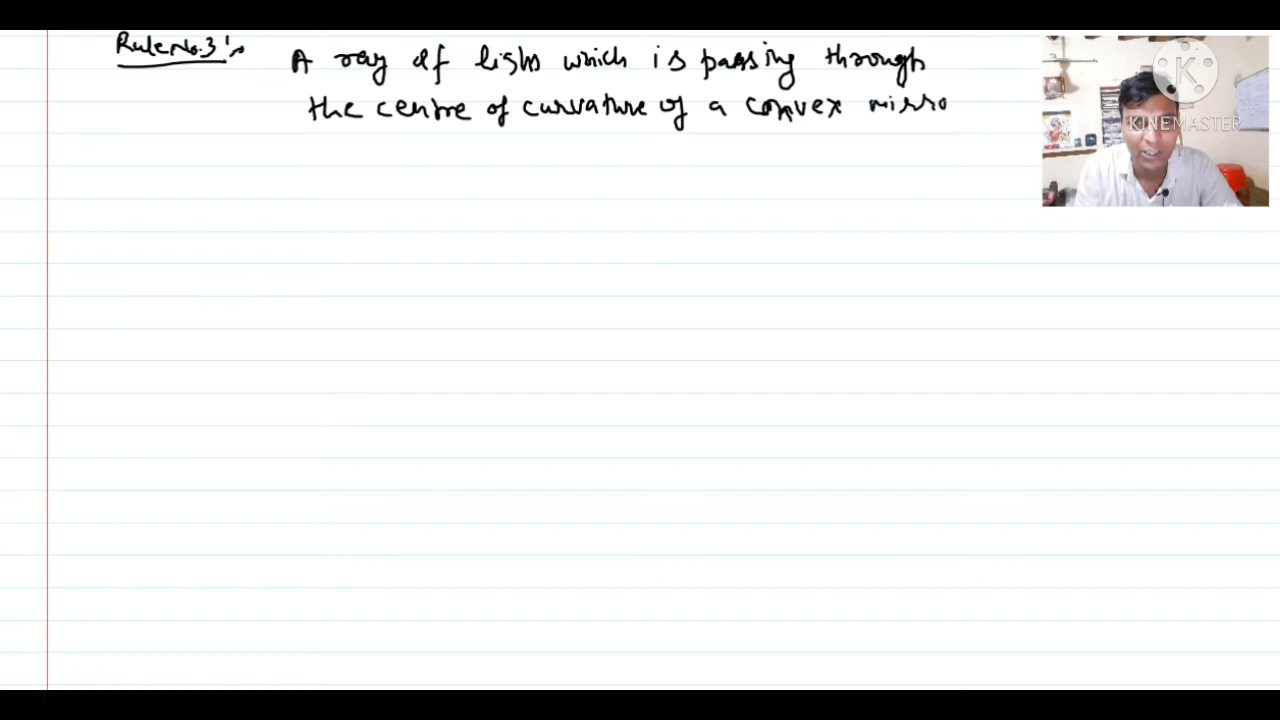 Rule No. 3 :
A ray of light which is passing through
the centre of curvature of a convex mirro
KINEMASTER